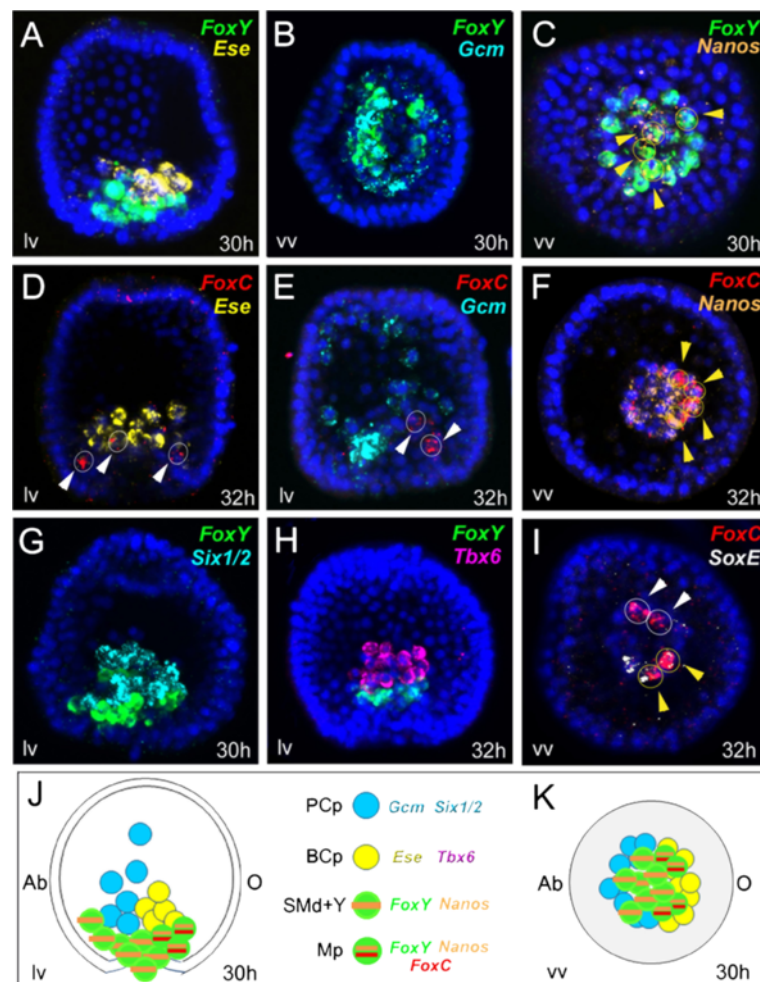 A FoxY
Ese
lv 30h
B FoxY
Gcm
vv 30h
C FoxY
Nanos
vv 30h
D FoxC
Ese
lv 32h
E FoxC
Gcm
lv 32h
F FoxC
Nanos
vv 32h
G FoxY
Six1/2
lv 30h
H FoxY
Tbx6
lv 32h
I FoxC
SoxE
vv 32h
J
Ab O
lv 30h
PCp Gcm Six1/2
BCp Ese Tbx6
SMd+Y FoxY Nanos
Mp FoxY Nanos
FoxC
K
Ab O
vv 30h